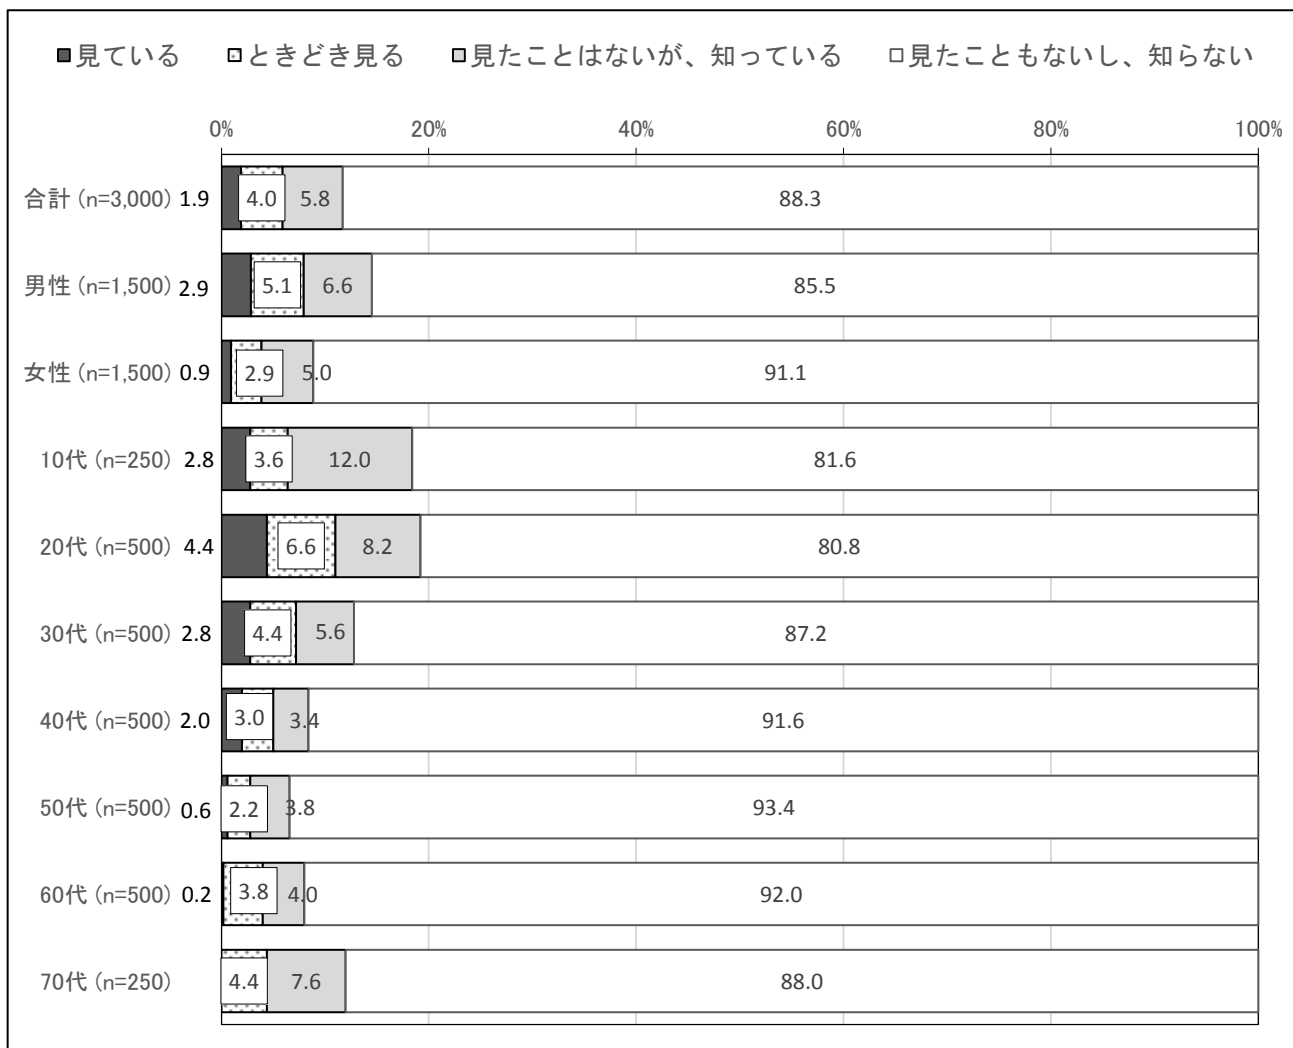 ■見ている □ときどき見る □見たことはないが、知っている □見たこともないし、知らない
0% 20% 40% 60% 80% 100%
合計 (n=3,000) 1.9 4.0 5.8 88.3
男性 (n=1,500) 2.9 5.1 6.6 85.5
女性 (n=1,500) 0.9 2.9 5.0 91.1
10代 (n=250) 2.8 3.6 12.0 81.6
20代 (n=500) 4.4 6.6 8.2 80.8
30代 (n=500) 2.8 4.4 5.6 87.2
40代 (n=500) 2.0 3.0 3.4 91.6
50代 (n=500) 0.6 2.2 3.8 93.4
60代 (n=500) 0.2 3.8 4.0 92.0
70代 (n=250) 4.4 7.6 88.0